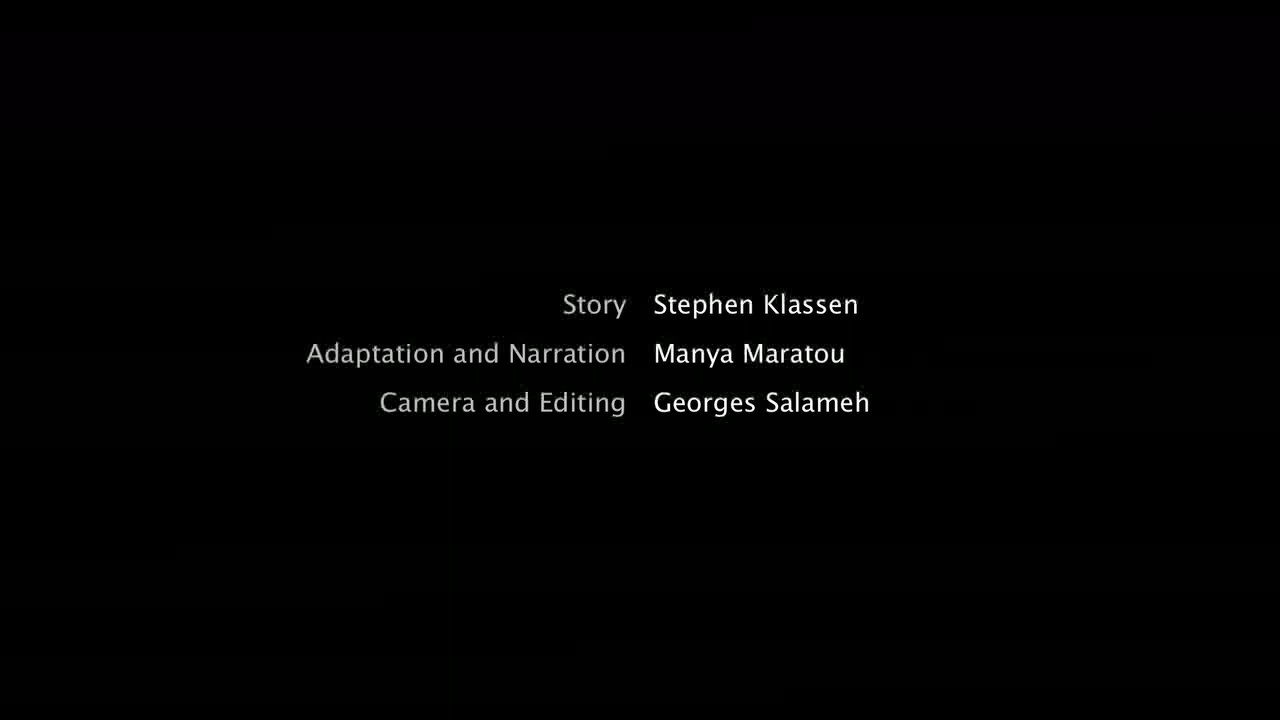 Story Stephen Klassen
Adaptation and Narration Manya Maratou
Camera and Editing Georges Salameh